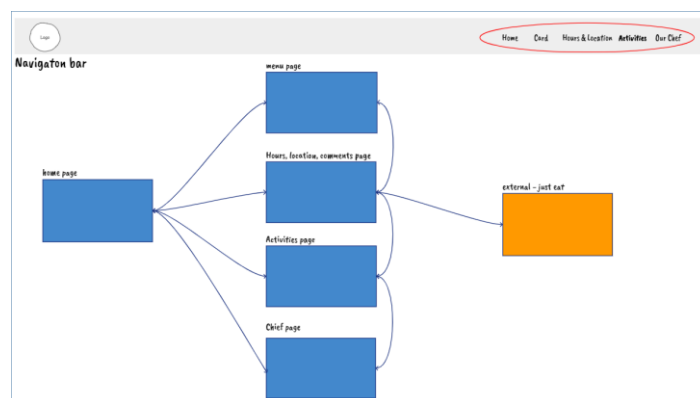 Logo
Home Card Hours & Location Activities Our Chef
Navigaton bar
menu page
Hours, location, comments page
home page
external - just eat
Activities page
Chief page